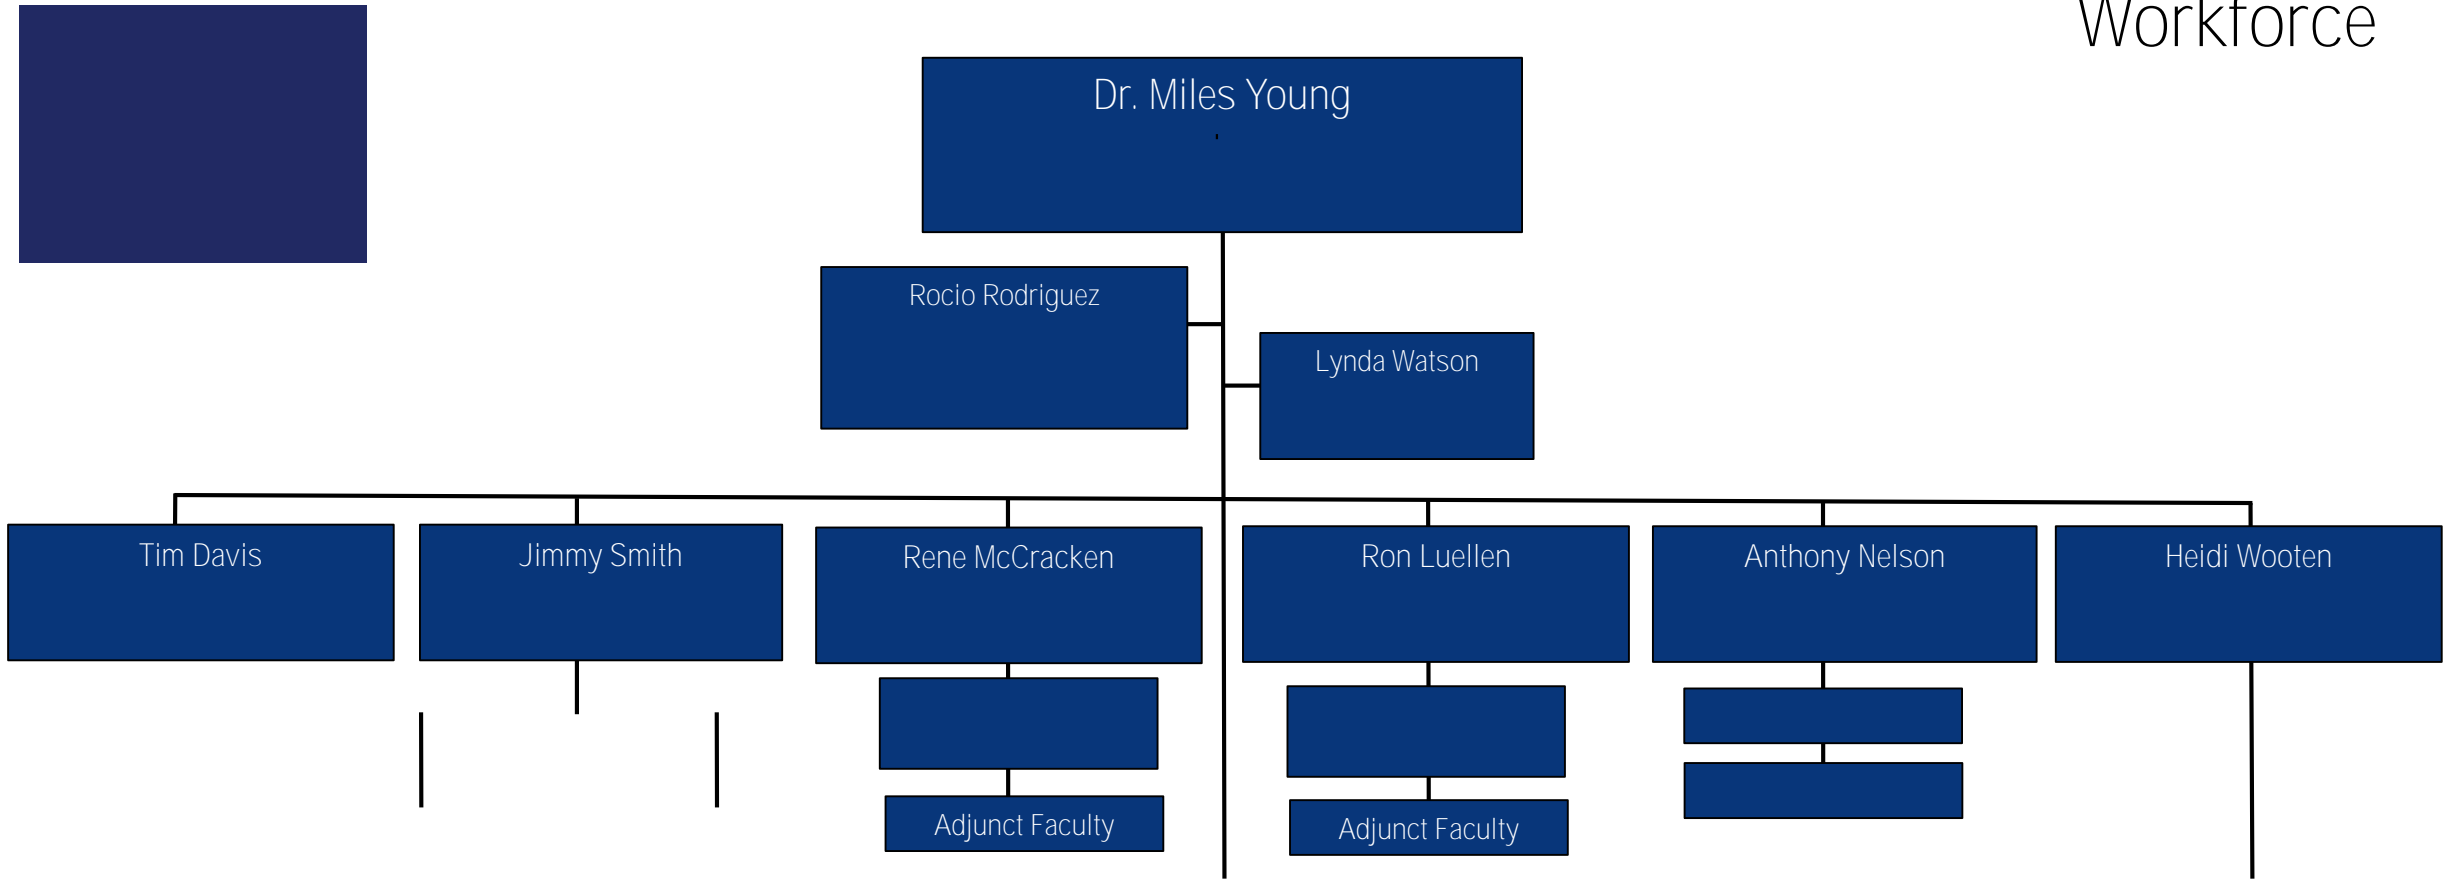 Workforce
Dr. Miles Young
Rocio Rodriguez
Lynda Watson
Tim Davis
Jimmy Smith
Rene McCracken
Ron Luellen
Anthony Nelson
Heidi Wooten
Adjunct Faculty
Adjunct Faculty